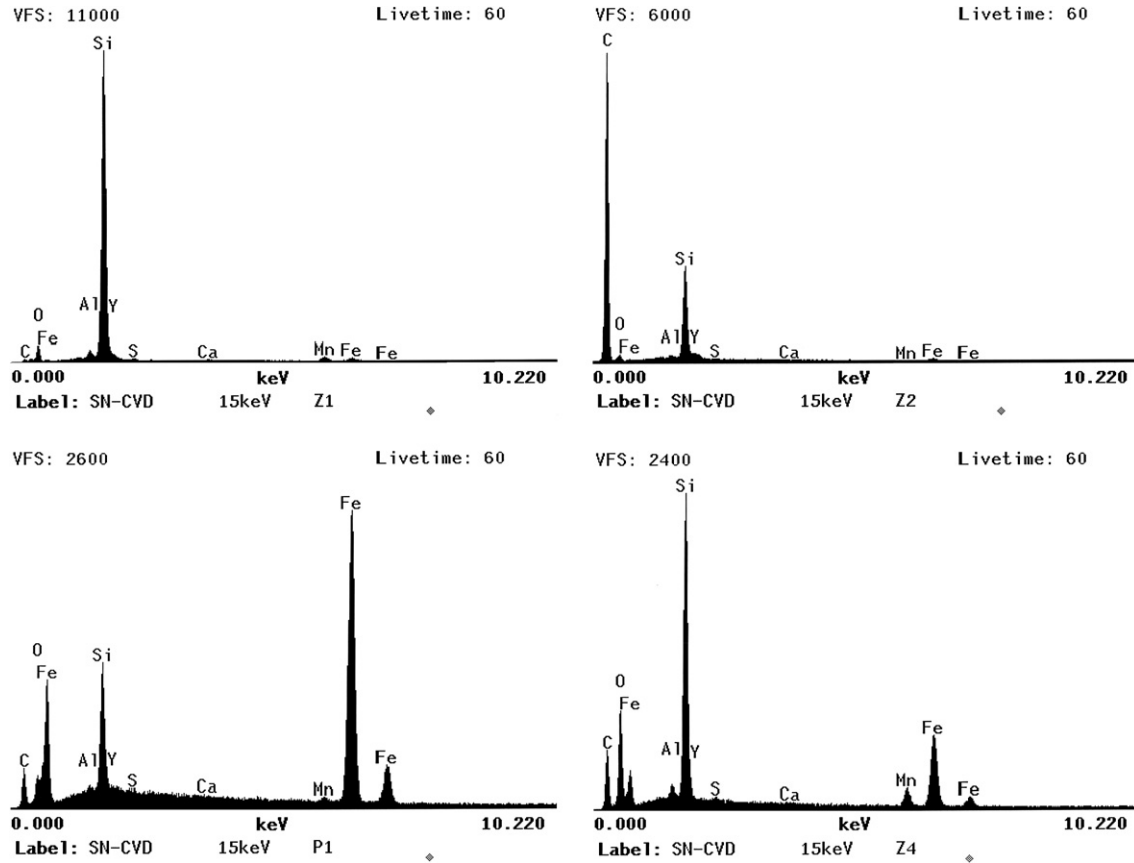 VFS: 11000 Livetime: 60
Si
Al Y
O
Fe
C S Ca Mn Fe Fe
0.000 keV 10.220
Label: SN-CVD 15keV Z1
VFS: 6000 Livetime: 60
C
Si
O
Fe Al Y
S Ca Mn Fe Fe
0.000 keV 10.220
Label: SN-CVD 15keV Z2
VFS: 2600 Livetime: 60
Fe
O
Fe Si
C Al Y Fe
S Ca Mn
0.000 keV 10.220
Label: SN-CVD 15keV P1
VFS: 2400 Livetime: 60
Si
O
Fe Fe
C Al Y
S Ca Mn Fe
0.000 keV 10.220
Label: SN-CVD 15keV Z4